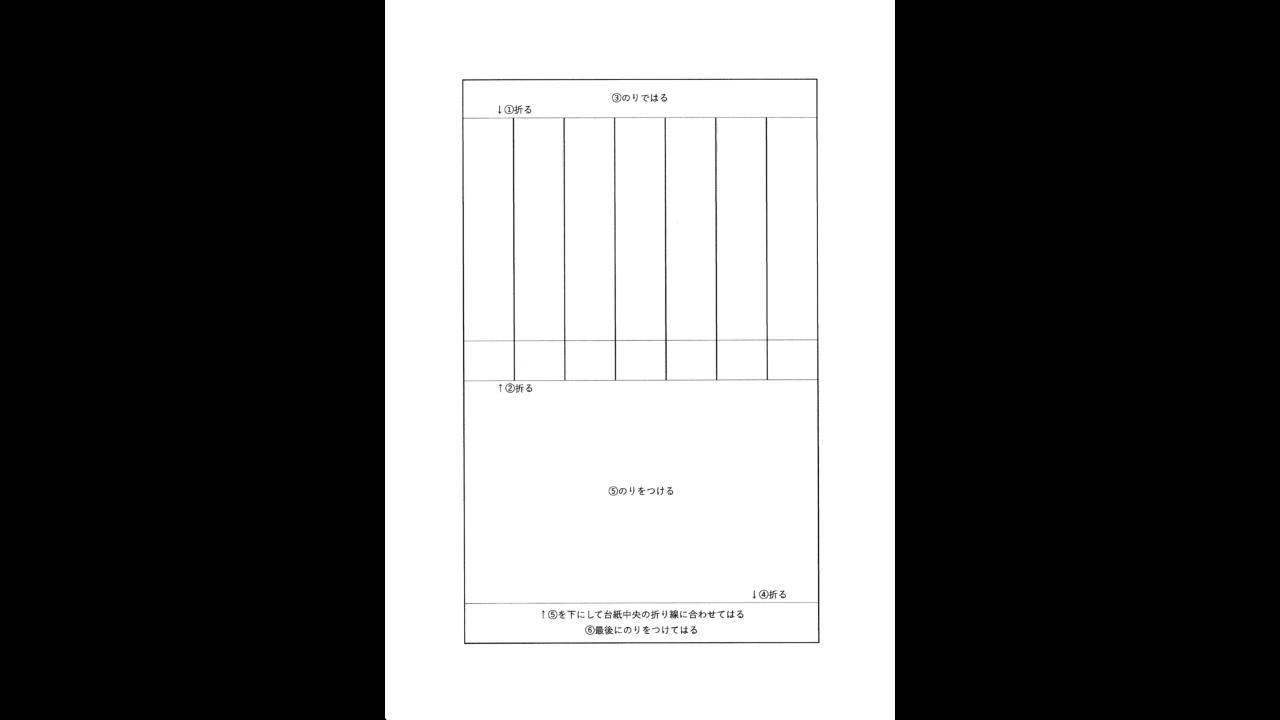 ③のりではる
↓①折る
↑②折る
⑤のりをつける
↓④折る
↑⑤を下にして台紙中央の折り線に合わせてはる
⑥最後にのりをつけてはる